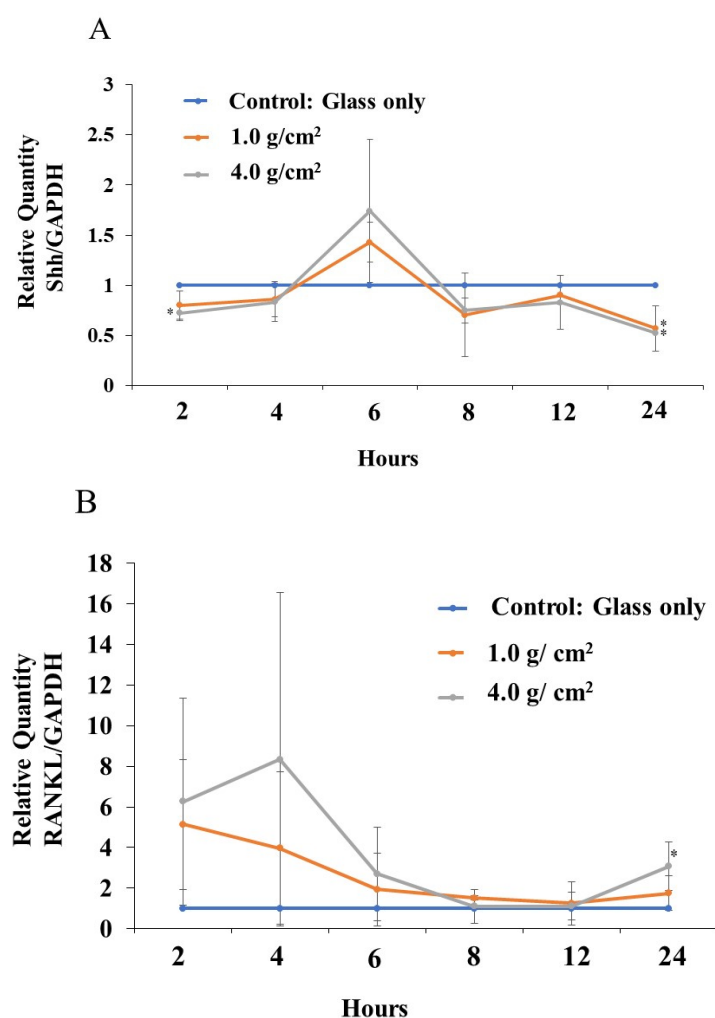 A
3
2.5
2
1.5
1
0.5
0
Relative Quantity
Shh/GAPDH
Control: Glass only
1.0 g/cm²
4.0 g/cm²
*
*
*
2 4 6 8 12 24
Hours
B
18
16
14
12
10
8
6
4
2
0
Relative Quantity
RANKL/GAPDH
Control: Glass only
1.0 g/ cm²
4.0 g/ cm²
*
2 4 6 8 12 24
Hours